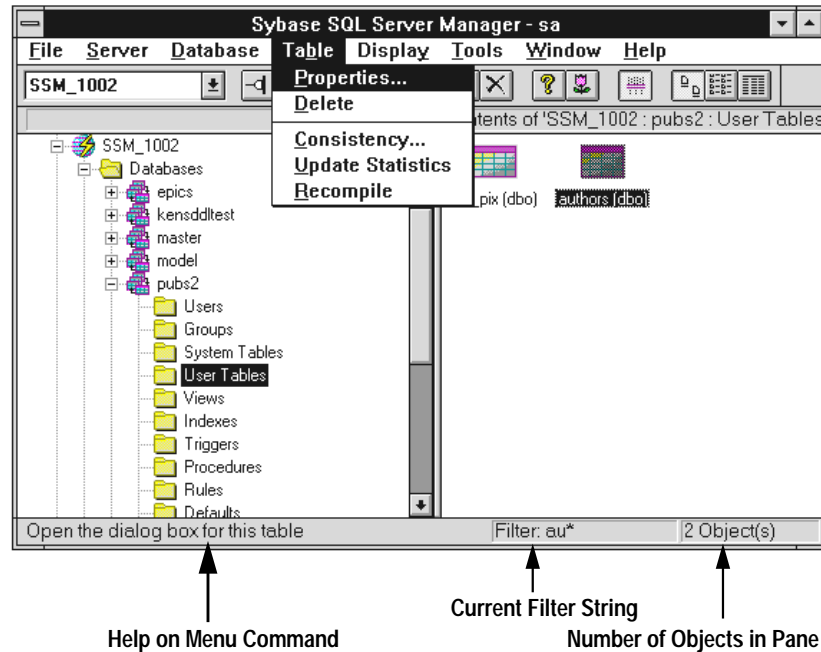 Sybase SQL Server Manager - sa
File Server Database Table Display Tools Window Help
SSM_1002
Properties...
Delete
Consistency...
Update Statistics
Recompile
: pubs2 : User Tables
SSM_1002
Databases
epics
kensddltest
master
model
pubs2
Users
Groups
System Tables
User Tables
Views
Indexes
Triggers
Procedures
Rules
Defaults
_pix (dbo)
authors (dbo)
Open the dialog box for this table
Filter: au*
2 Object(s)
Current Filter String
Help on Menu Command
Number of Objects in Pane